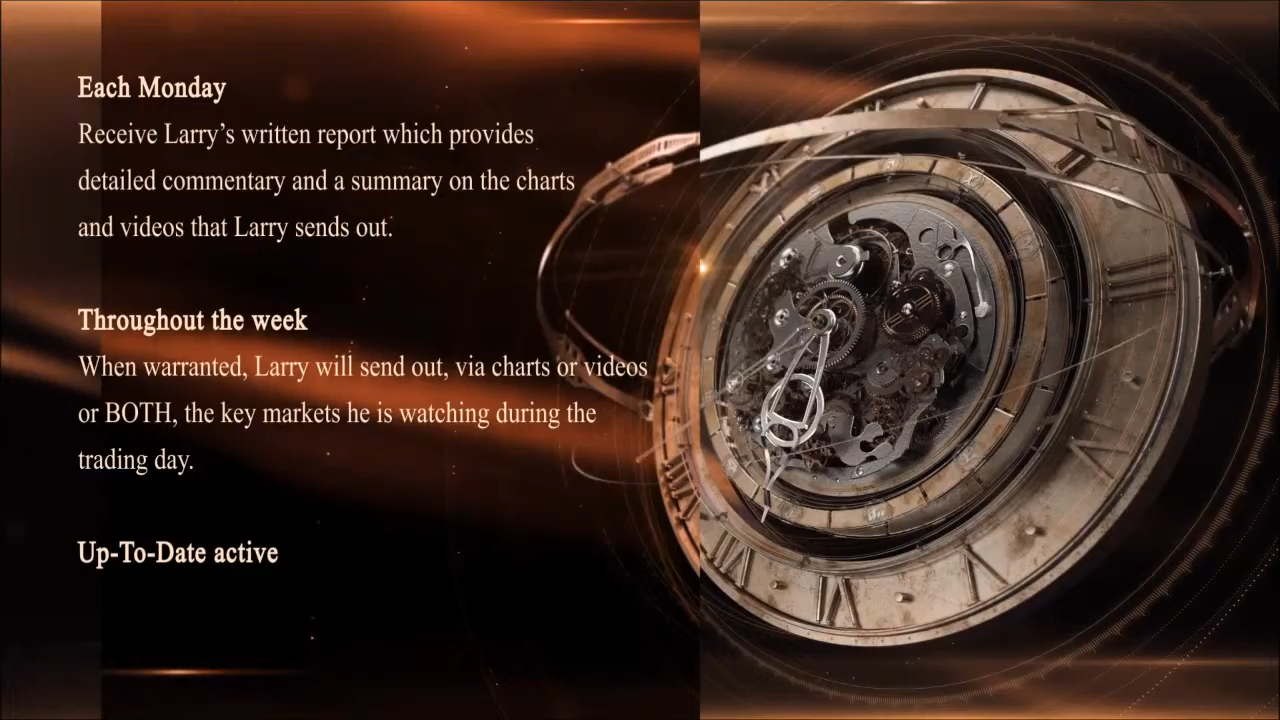 Each Monday
Receive Larry’s written report which provides
detailed commentary and a summary on the charts
and videos that Larry sends out.
Throughout the week
When warranted, Larry will send out, via charts or videos
or BOTH, the key markets he is watching during the
trading day.
Up-To-Date active